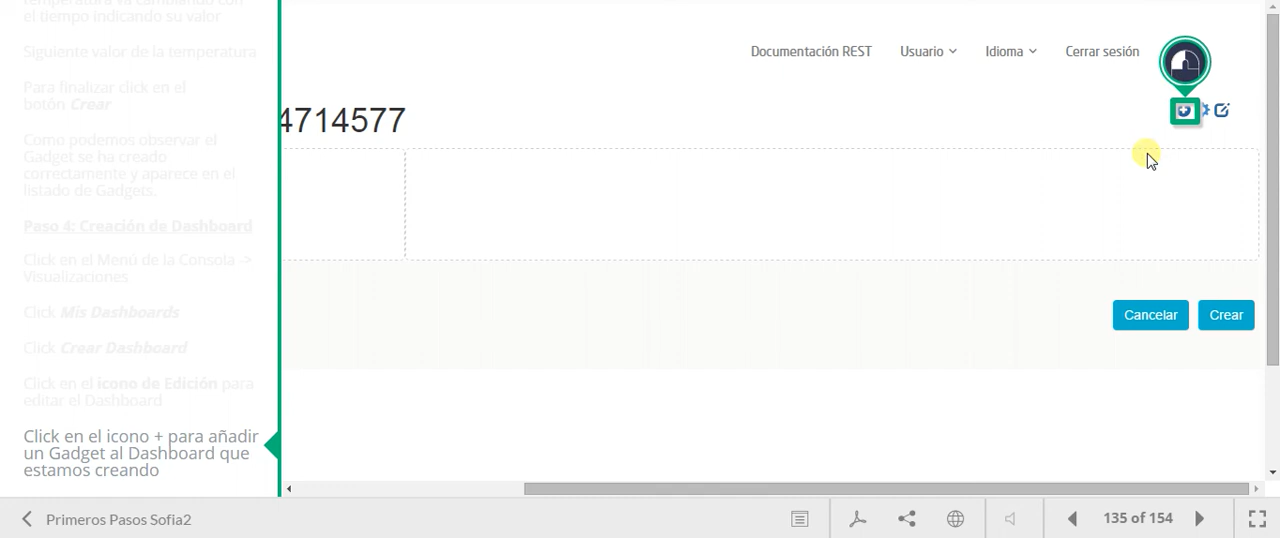 temperatura va cambiando con
el tiempo indicando su valor
Siguiente valor de la temperatura
Para finalizar click en el
botón Crear
Como podemos observar el
Gadget se ha creado
correctamente y aparece en el
listado de Gadgets.
Paso 4: Creación de Dashboard
Click en el Menú de la Consola ->
Visualizaciones
Click Mis Dashboards
Click Crear Dashboard
Click en el icono de Edición para
editar el Dashboard
Click en el icono + para añadir
un Gadget al Dashboard que
estamos creando
Documentación REST Usuario Idioma Cerrar sesión
4714577
Cancelar Crear
Primeros Pasos Sofia2
135 of 154